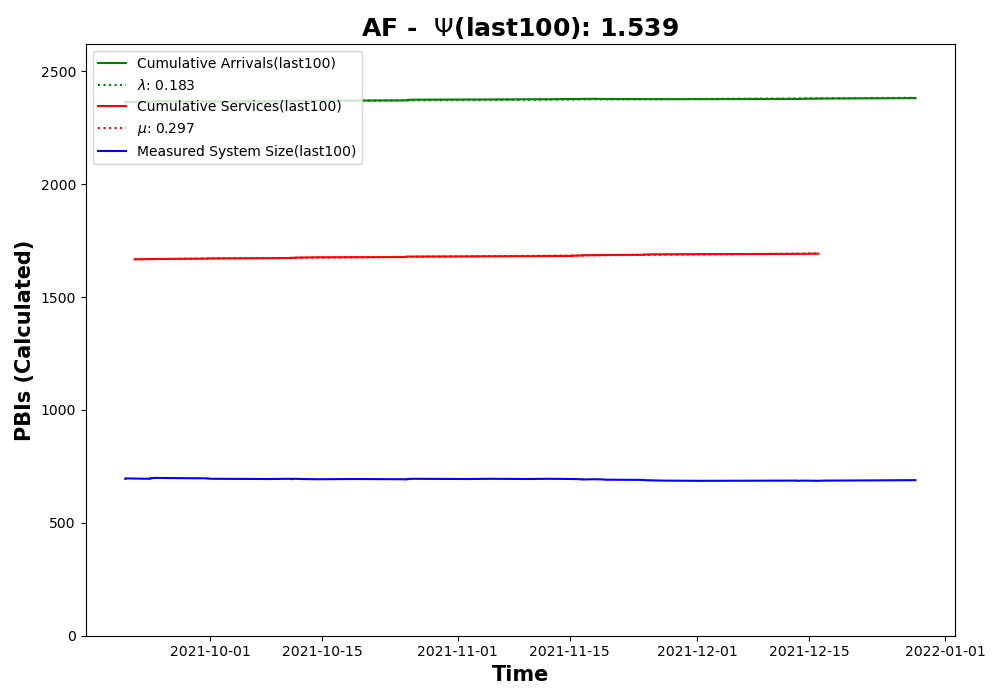 AF - Ψ(last100): 1.539
2500
2000
1500
1000
500
0
PBIs (Calculated)
Cumulative Arrivals(last100)
λ: 0.183
Cumulative Services(last100)
μ: 0.297
Measured System Size(last100)
2021-10-01
2021-10-15
2021-11-01
2021-11-15
2021-12-01
2021-12-15
2022-01-01
Time